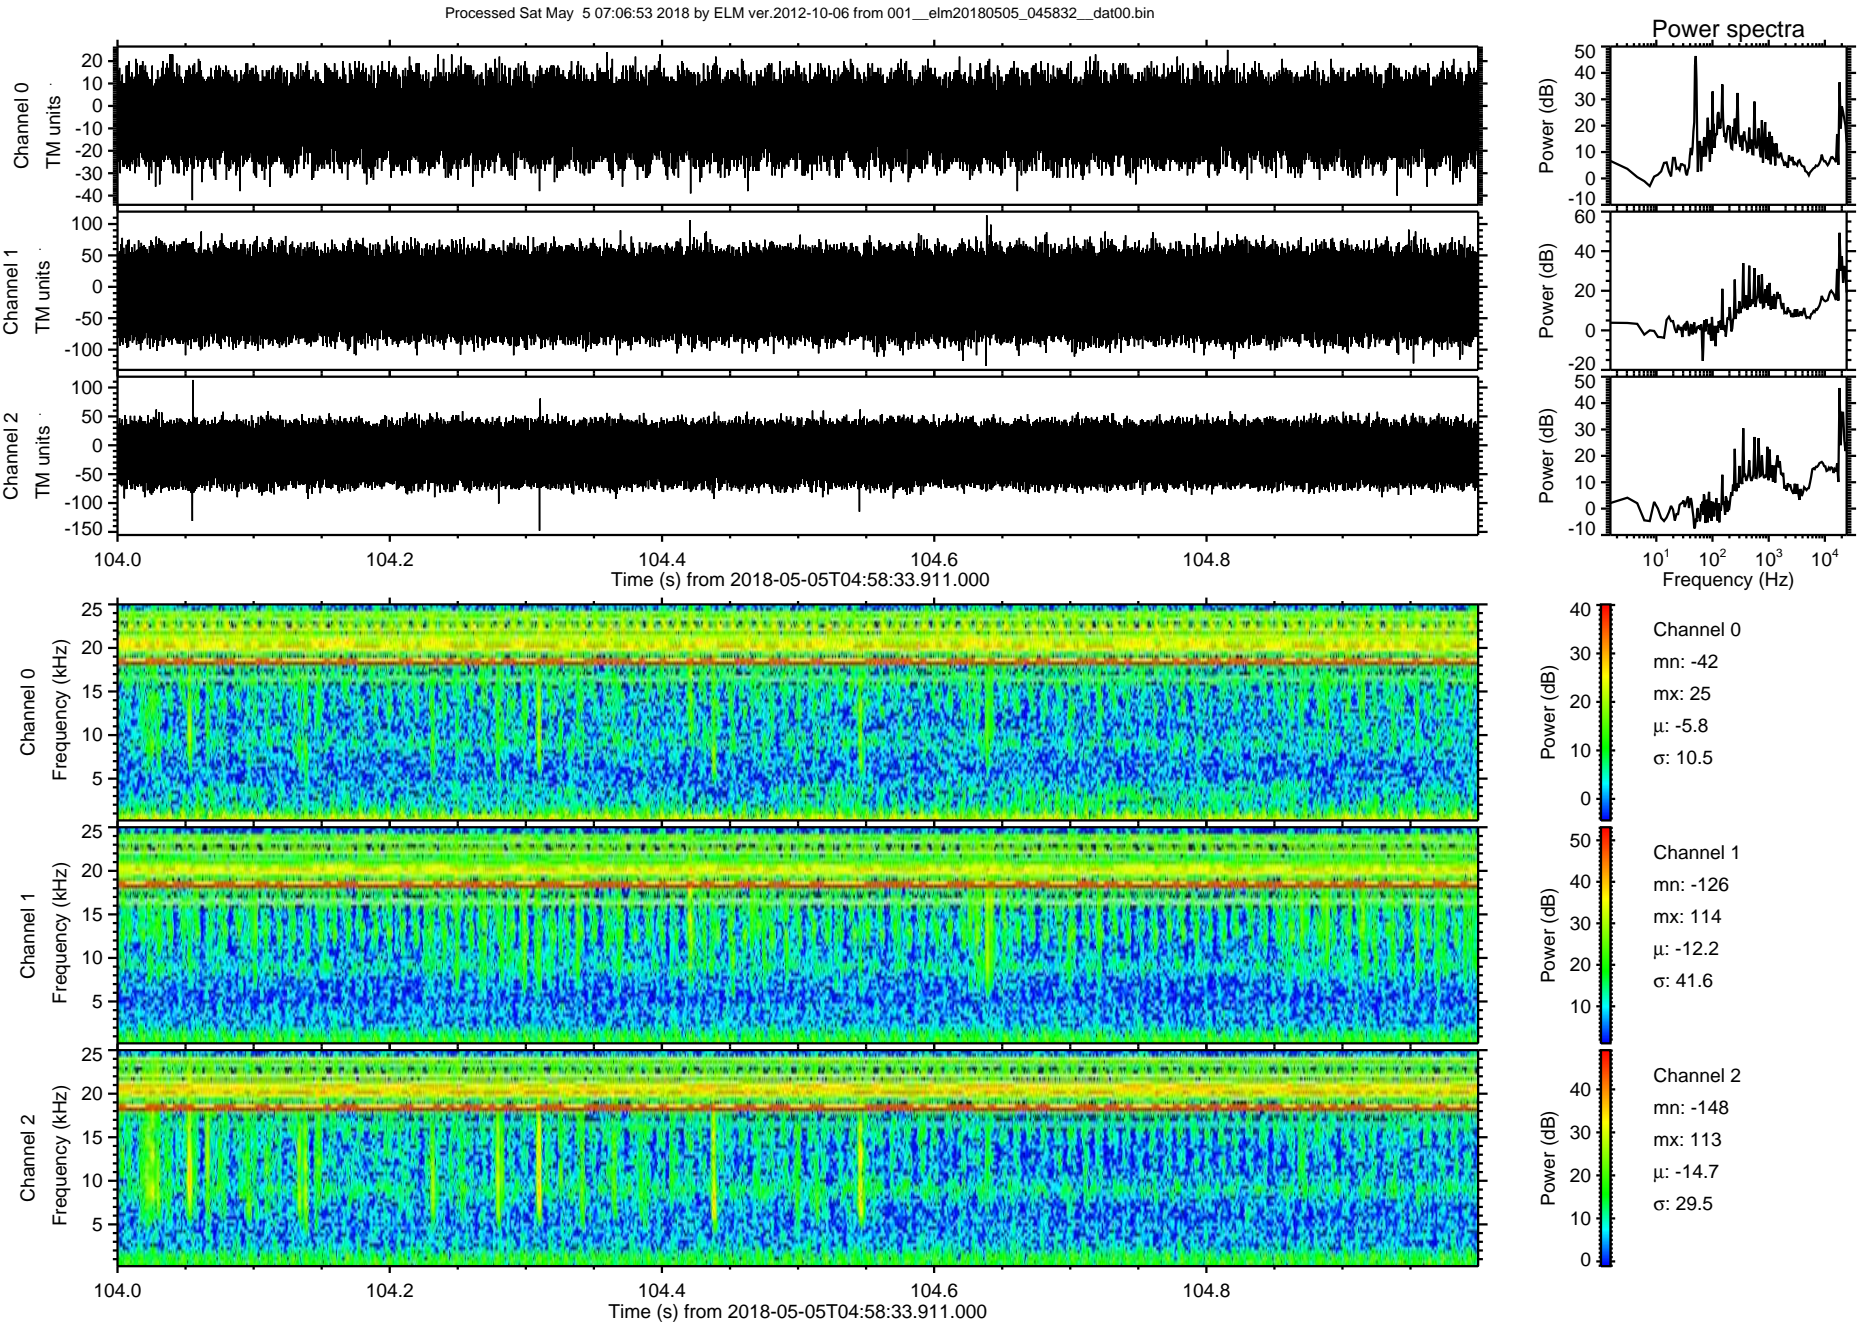 Processed Sat May  5 07:06:53 2018 by ELM ver.2012-10-06 from 001__elm20180505_045832__dat00.bin
Power spectra
Channel 0
TM units
20
10
0
-10
-20
-30
-40
Power (dB)
50
40
30
20
10
0
-10
Channel 1
TM units
100
50
0
-50
-100
Power (dB)
60
40
20
0
-20
Channel 2
TM units
100
50
0
-50
-100
-150
Power (dB)
50
40
30
20
10
0
-10
104.0 104.2 104.4 104.6 104.8
Time (s) from 2018-05-05T04:58:33.911.000
10^1 10^2 10^3 10^4
Frequency (Hz)
Channel 0
Frequency (kHz)
25
20
15
10
5
Power (dB)
40
30
20
10
0
Channel 0
mn: -42
mx: 25
μ: -5.8
σ: 10.5
Channel 1
Frequency (kHz)
25
20
15
10
5
Power (dB)
50
40
30
20
10
Channel 1
mn: -126
mx: 114
μ: -12.2
σ: 41.6
Channel 2
Frequency (kHz)
25
20
15
10
5
Power (dB)
40
30
20
10
0
Channel 2
mn: -148
mx: 113
μ: -14.7
σ: 29.5
104.0 104.2 104.4 104.6 104.8
Time (s) from 2018-05-05T04:58:33.911.000